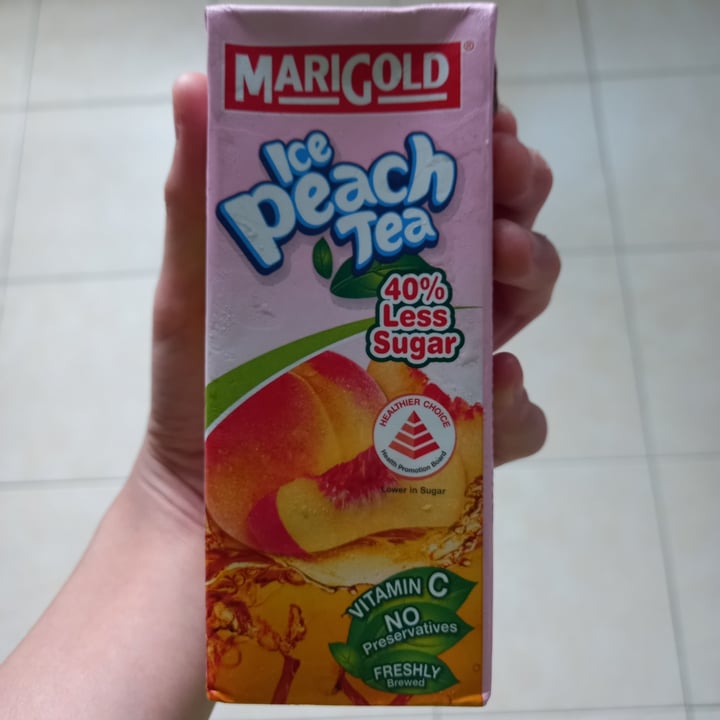 MARIGOLD ®
Ice
Peach
Tea
40%
Less
Sugar
HEALTHIER CHOICE
Health Promotion Board
Lower in Sugar
VITAMIN C
NO
Preservatives
FRESHLY
Brewed